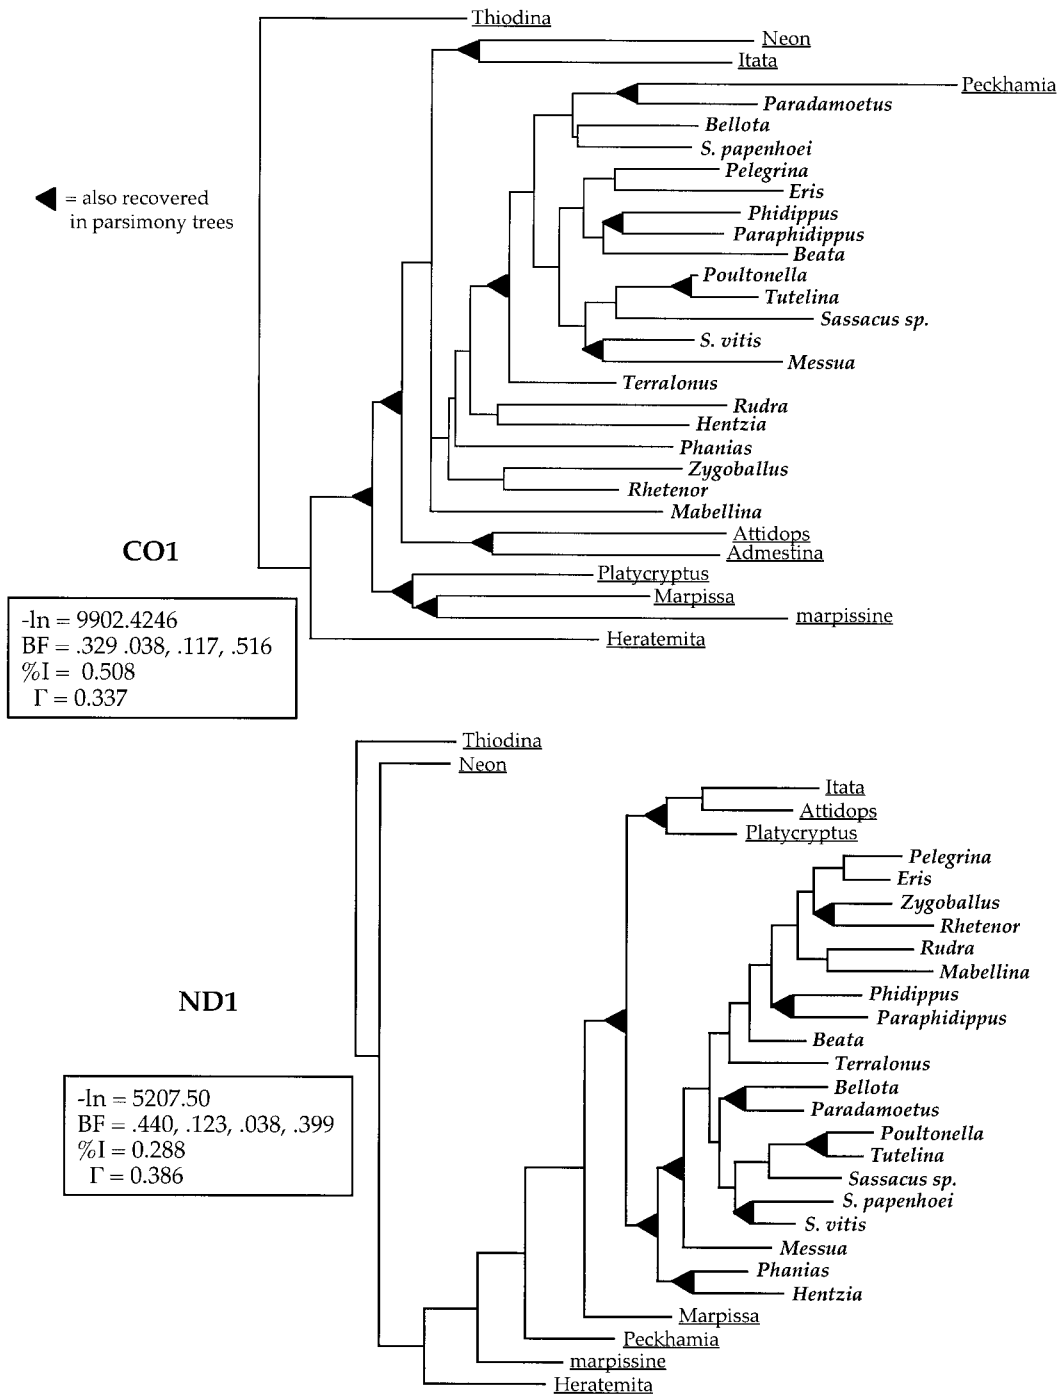 Thiodina
Neon
Itata
Peckhamia
Paradamoetus
Bellota
S. papenhoei
Pelegrina
Eris
= also recovered
in parsimony trees
Phidippus
Paraphidippus
Beata
Poultonella
Tutelina
Sassacus sp.
S. vitis
Messua
Terralonus
Rudra
Hentzia
Phanias
Zygoballus
Rhetenor
Mabellina
Attidops
Admestina
CO1
Platycryptus
Marpissa
marpissine
Heratemita
-ln = 9902.4246
BF = .329 .038, .117, .516
%I = 0.508
Γ = 0.337
Thiodina
Neon
Itata
Attidops
Platycryptus
Pelegrina
Eris
Zygoballus
Rhetenor
Rudra
Mabellina
Phidippus
Paraphidippus
ND1
Beata
Terralonus
Bellota
Paradamoetus
Poultonella
Tutelina
Sassacus sp.
S. papenhoei
S. vitis
Messua
Phanias
Hentzia
Marpissa
Peckhamia
marpissine
Heratemita
-ln = 5207.50
BF = .440, .123, .038, .399
%I = 0.288
Γ = 0.386